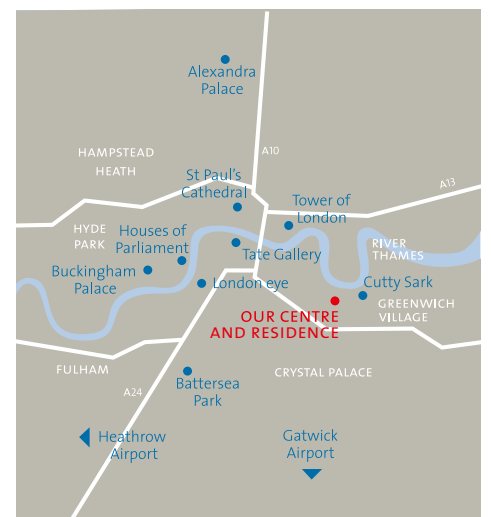 Alexandra
Palace
A10
HAMPSTEAD
HEATH
St Paul's
Cathedral
A13
Tower of
London
HYDE
PARK
Houses of
Parliament
Tate Gallery
RIVER
THAMES
Buckingham
Palace
London eye
Cutty Sark
GREENWICH
VILLAGE
OUR CENTRE
AND RESIDENCE
FULHAM
A24
Battersea
Park
CRYSTAL PALACE
Heathrow
Airport
Gatwick
Airport